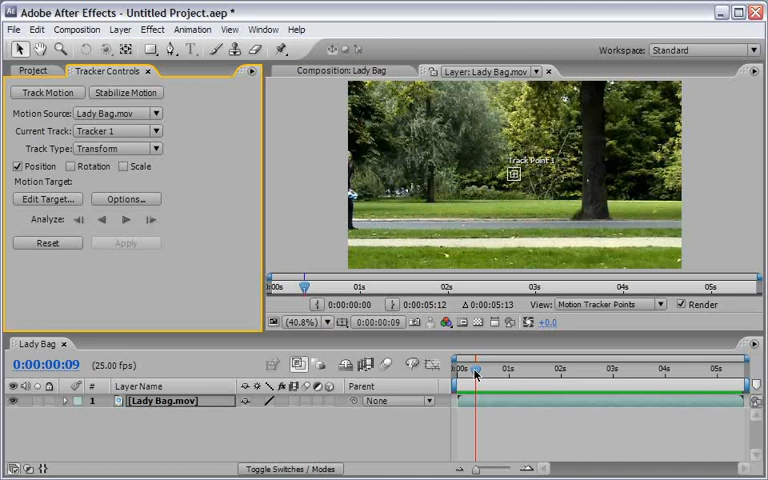 Adobe After Effects - Untitled Project.aep *
File Edit Composition Layer Effect Animation View Window Help
Workspace: Standard
Project Tracker Controls × Composition: Lady Bag Layer: Lady Bag.mov ×
Track Motion Stabilize Motion
Motion Source: Lady Bag.mov
Current Track: Tracker 1
Track Type: Transform
Position Rotation Scale
Motion Target:
Edit Target... Options...
Analyze:
Reset Apply
Track Point 1
:00s 01s 02s 03s 04s 05s
0:00:00:00 0:00:05:12 Δ0:00:05:13 View: Motion Tracker Points Render
(40.8%) 0:00:00:09 +0.0
Lady Bag ×
0:00:00:09 (25.00 fps)
:00s 01s 02s 03s 04s 05s
# Layer Name Parent
1 [Lady Bag.mov] None
Toggle Switches / Modes